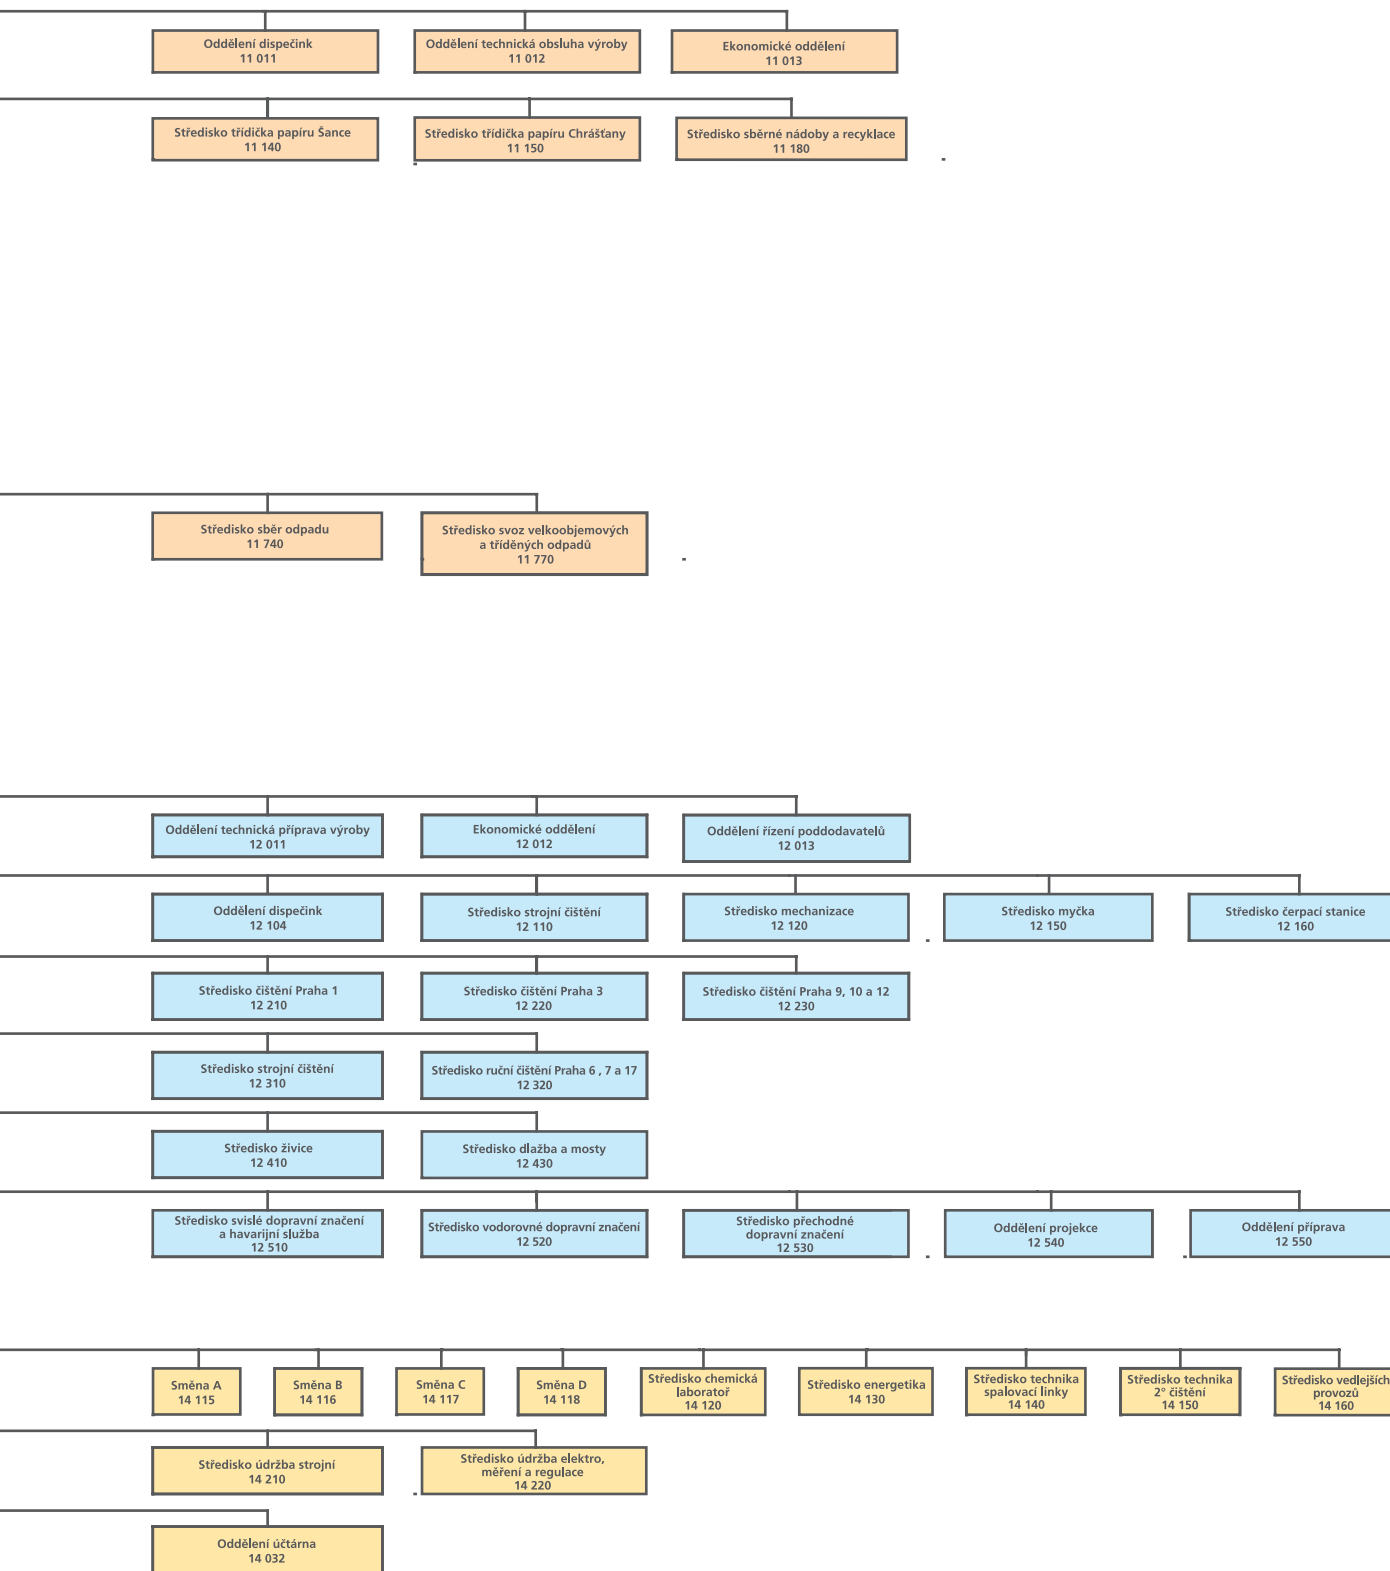 Oddělení dispečink
11 011
Oddělení technická obsluha výroby
11 012
Ekonomické oddělení
11 013
Středisko třídička papíru Šance
11 140
Středisko třídička papíru Chrášťany
11 150
Středisko sběrné nádoby a recyklace
11 180
Středisko sběr odpadu
11 740
Středisko svoz velkoobjemových
a tříděných odpadů
11 770
Oddělení technická příprava výroby
12 011
Ekonomické oddělení
12 012
Oddělení řízení poddodavatelů
12 013
Oddělení dispečink
12 104
Středisko strojní čištění
12 110
Středisko mechanizace
12 120
Středisko myčka
12 150
Středisko čerpací stanice
12 160
Středisko čištění Praha 1
12 210
Středisko čištění Praha 3
12 220
Středisko čištění Praha 9, 10 a 12
12 230
Středisko strojní čištění
12 310
Středisko ruční čištění Praha 6 , 7 a 17
12 320
Středisko živice
12 410
Středisko dlažba a mosty
12 430
Středisko svislé dopravní značení
a havarijní služba
12 510
Středisko vodorovné dopravní značení
12 520
Středisko přechodné
dopravní značení
12 530
Oddělení projekce
12 540
Oddělení příprava
12 550
Směna A
14 115
Směna B
14 116
Směna C
14 117
Směna D
14 118
Středisko chemická
laboratoř
14 120
Středisko energetika
14 130
Středisko technika
spalovací linky
14 140
Středisko technika
2° čištění
14 150
Středisko vedlejších
provozů
14 160
Středisko údržba strojní
14 210
Středisko údržba elektro,
měření a regulace
14 220
Oddělení účtárna
14 032